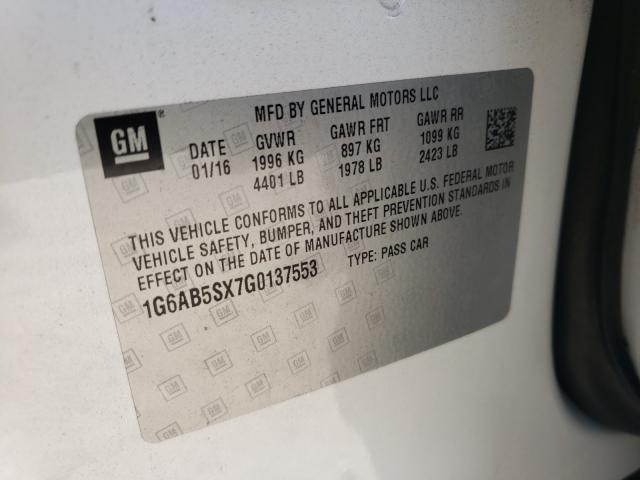 MFD BY GENERAL MOTORS LLC
GM
DATE GVWR GAWR FRT GAWR RR
01/16 1996 KG 897 KG 1099 KG
4401 LB 1978 LB 2423 LB
THIS VEHICLE CONFORMS TO ALL APPLICABLE U.S. FEDERAL MOTOR
VEHICLE SAFETY, BUMPER, AND THEFT PREVENTION STANDARDS IN
EFFECT ON THE DATE OF MANUFACTURE SHOWN ABOVE.
1G6AB5SX7G0137553 TYPE: PASS CAR